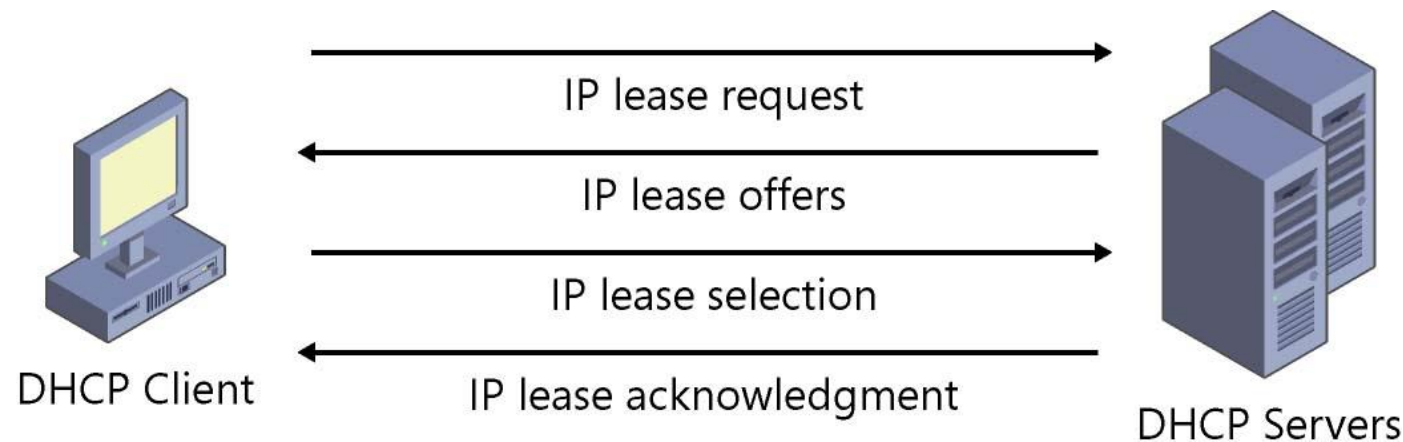 IP lease request
IP lease offers
IP lease selection
IP lease acknowledgment
DHCP Client
DHCP Servers